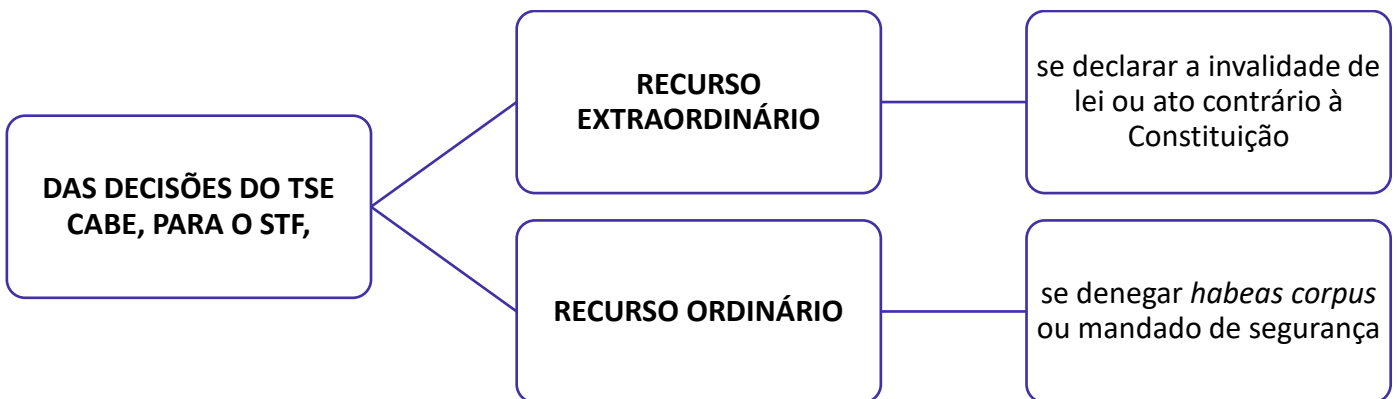 DAS DECISÕES DO TSE
CABE, PARA O STF,
RECURSO
EXTRAORDINÁRIO
se declarar a invalidade de
lei ou ato contrário à
Constituição
RECURSO ORDINÁRIO
se denegar habeas corpus
ou mandado de segurança